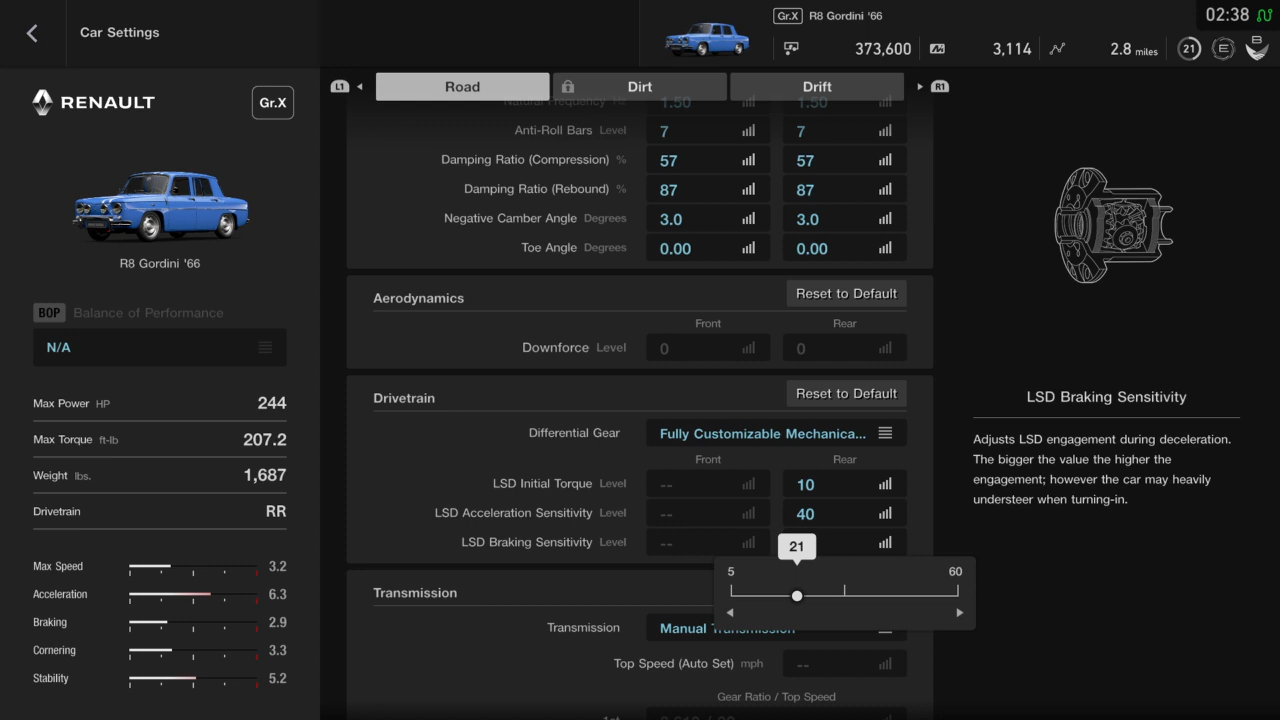 Car Settings
Gr.X R8 Gordini '66
373,600 3,114 2.8 miles 21 E B
02:38
RENAULT Gr.X
R8 Gordini '66
BOP Balance of Performance
N/A
Max Power HP 244
Max Torque ft-lb 207.2
Weight lbs. 1,687
Drivetrain RR
Max Speed 3.2
Acceleration 6.3
Braking 2.9
Cornering 3.3
Stability 5.2
L1 Road Dirt Drift R1
Natural Frequency Hz 1.50 1.50
Anti-Roll Bars Level 7 7
Damping Ratio (Compression) % 57 57
Damping Ratio (Rebound) % 87 87
Negative Camber Angle Degrees 3.0 3.0
Toe Angle Degrees 0.00 0.00
Aerodynamics Reset to Default
Front Rear
Downforce Level 0 0
Drivetrain Reset to Default
Differential Gear Fully Customizable Mechanica...
Front Rear
LSD Initial Torque Level -- 10
LSD Acceleration Sensitivity Level -- 40
LSD Braking Sensitivity Level --
21
5 60
Transmission
Transmission Manual Transmission
Top Speed (Auto Set) mph --
Gear Ratio / Top Speed
1st
LSD Braking Sensitivity
Adjusts LSD engagement during deceleration.
The bigger the value the higher the
engagement; however the car may heavily
understeer when turning-in.